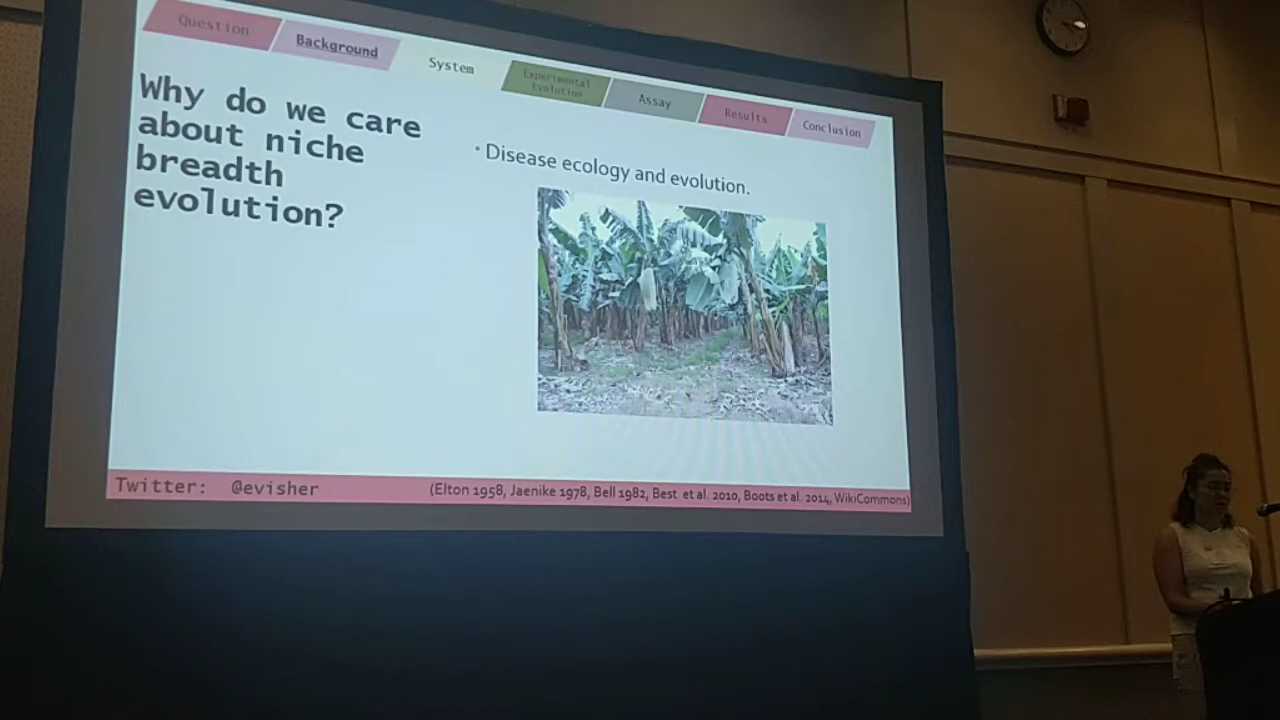 Question
Background
System
Experimental
Evolution
Assay
Results
Conclusion
Why do we care
about niche
breadth
evolution?
• Disease ecology and evolution.
Twitter: @evisher
(Elton 1958, Jaenike 1978, Bell 1982, Best et al. 2010, Boots et al. 2014, WikiCommons)